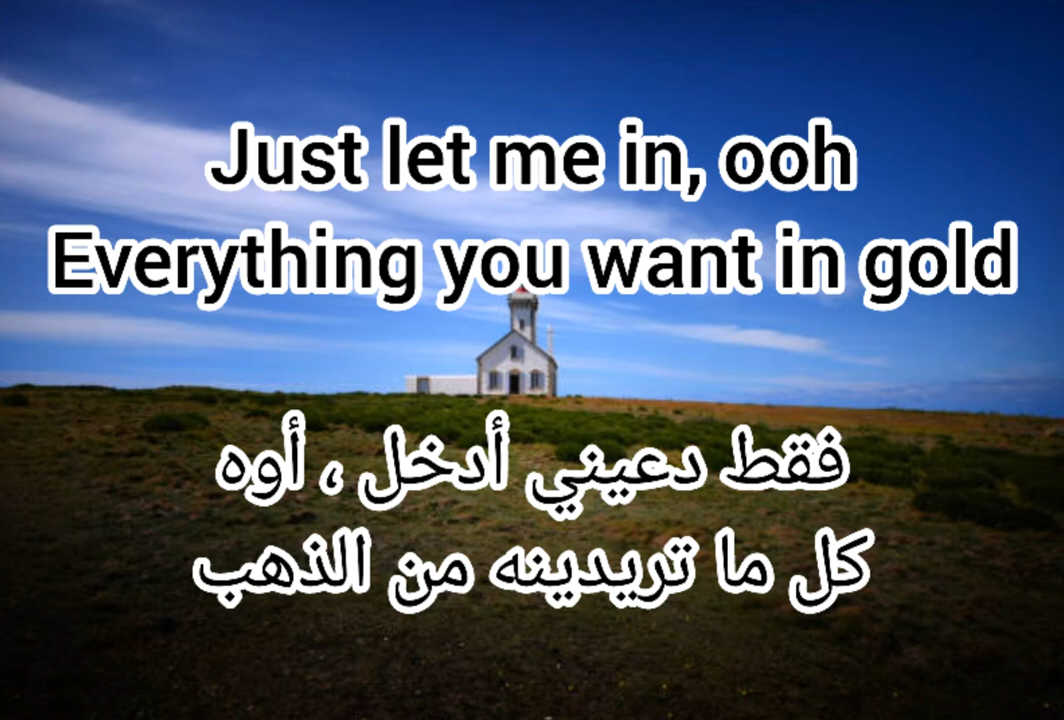 Just let me in, ooh
Everything you want in gold
فقط دعيني أدخل ، أوه
كل ما تريدينه من الذهب